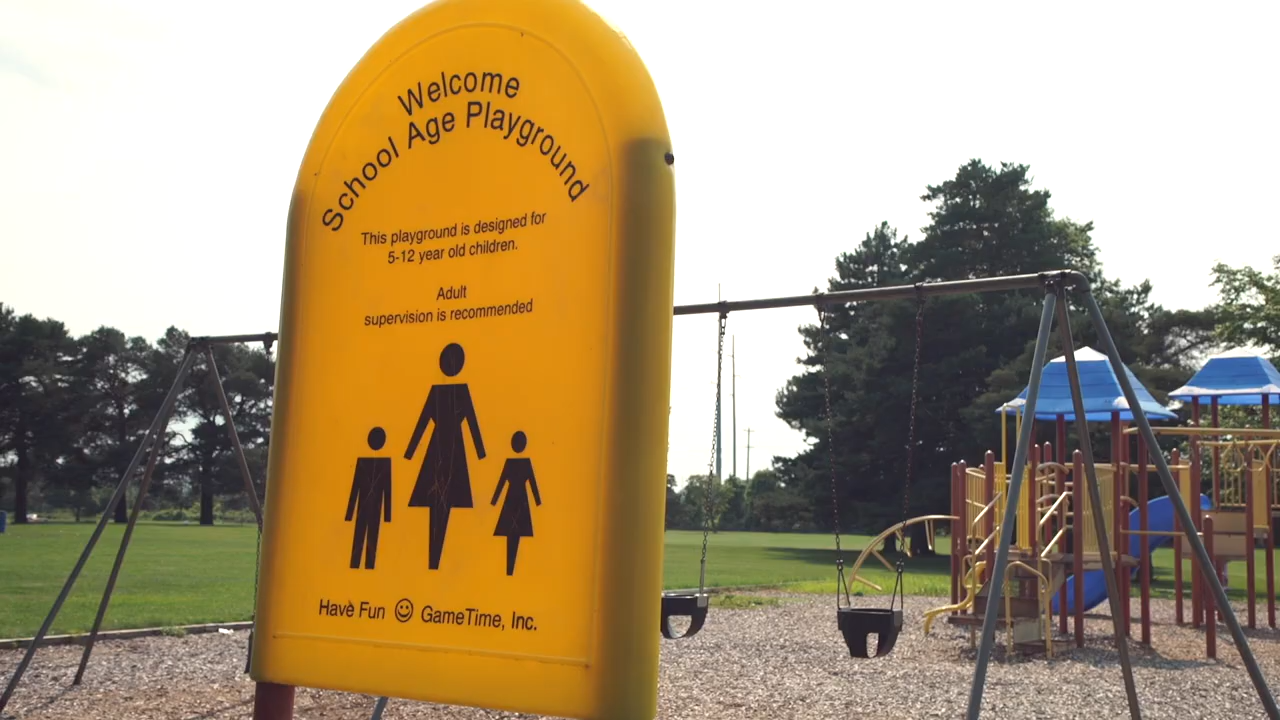 Welcome
School Age Playground
This playground is designed for
5-12 year old children.
Adult
supervision is recommended
Have Fun ☺ GameTime, Inc.